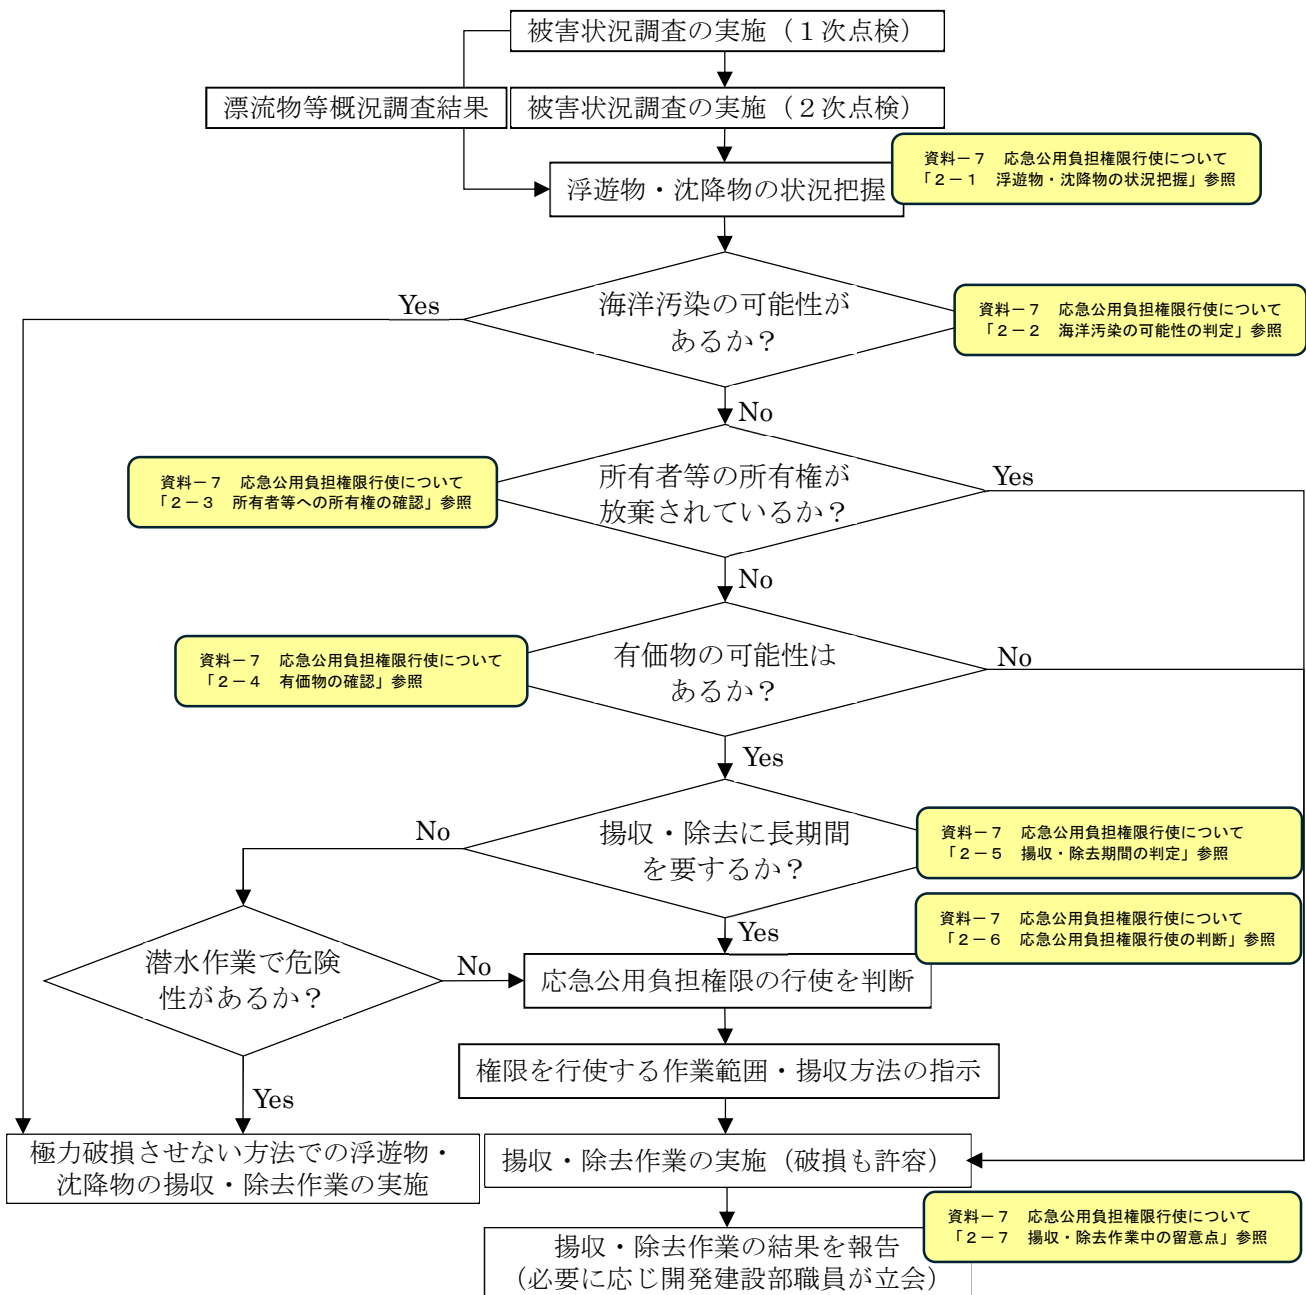 被害状況調査の実施（１次点検）
漂流物等概況調査結果
被害状況調査の実施（２次点検）
浮遊物・沈降物の状況把握
資料－７　応急公用負担権限行使について
「２－１　浮遊物・沈降物の状況把握」参照
海洋汚染の可能性が
あるか？
Yes
資料－７　応急公用負担権限行使について
「２－２　海洋汚染の可能性の判定」参照
No
所有者等の所有権が
放棄されているか？
Yes
資料－７　応急公用負担権限行使について
「２－３　所有者等への所有権の確認」参照
No
有価物の可能性は
あるか？
No
資料－７　応急公用負担権限行使について
「２－４　有価物の確認」参照
Yes
揚収・除去に長期間
を要するか？
No
資料－７　応急公用負担権限行使について
「２－５　揚収・除去期間の判定」参照
Yes
資料－７　応急公用負担権限行使について
「２－６　応急公用負担権限行使の判断」参照
潜水作業で危険
性があるか？
No
応急公用負担権限の行使を判断
権限を行使する作業範囲・揚収方法の指示
Yes
極力破損させない方法での浮遊物・
沈降物の揚収・除去作業の実施
揚収・除去作業の実施（破損も許容）
資料－７　応急公用負担権限行使について
「２－７　揚収・除去作業中の留意点」参照
揚収・除去作業の結果を報告
（必要に応じ開発建設部職員が立会）